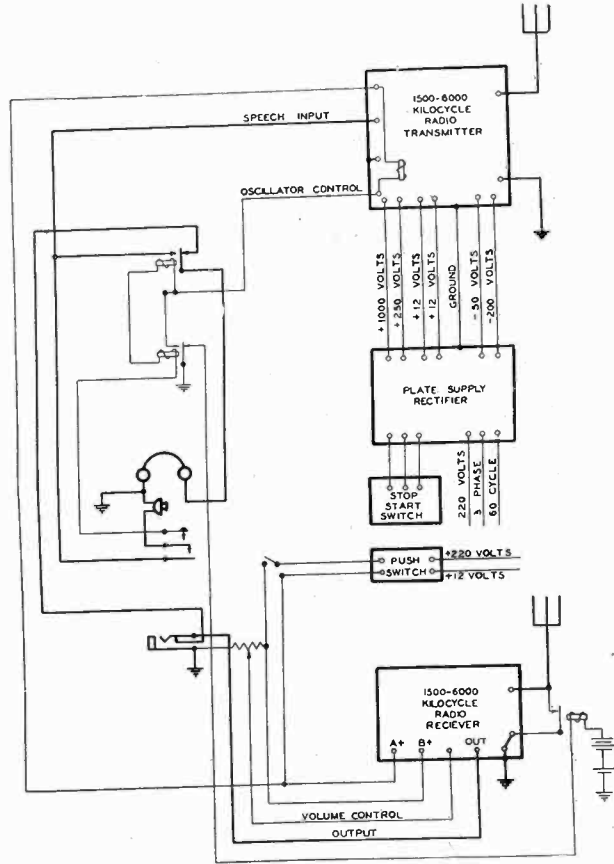 1500-6000
KILOCYCLE
RADIO
TRANSMITTER
SPEECH INPUT
OSCILLATOR CONTROL
+1000 VOLTS
+250 VOLTS
+12 VOLTS
+12 VOLTS
GROUND
-50 VOLTS
-200 VOLTS
PLATE SUPPLY
RECTIFIER
STOP
START
SWITCH
220 VOLTS
3 PHASE
60 CYCLE
PUSH
SWITCH
+220 VOLTS
+12 VOLTS
1500-6000
KILOCYCLE
RADIO
RECIEVER
A+
B+
OUT
VOLUME CONTROL
OUTPUT